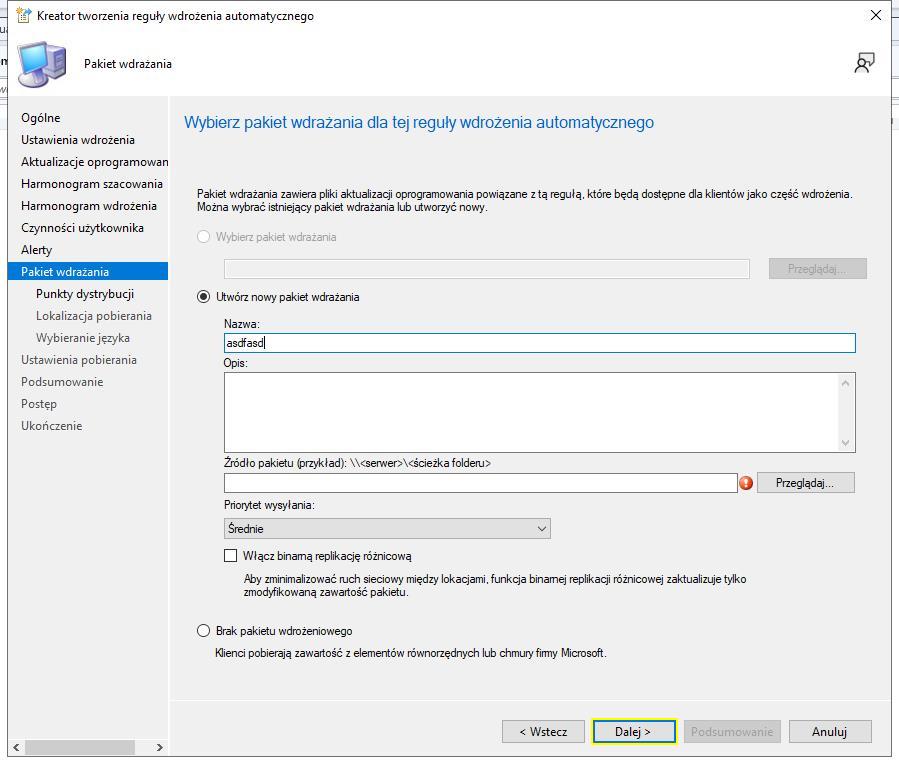 Kreator tworzenia reguły wdrożenia automatycznego
Pakiet wdrażania
Ogólne
Ustawienia wdrożenia
Aktualizacje oprogramowan
Harmonogram szacowania
Harmonogram wdrożenia
Czynności użytkownika
Alerty
Pakiet wdrażania
Punkty dystrybucji
Lokalizacja pobierania
Wybieranie języka
Ustawienia pobierania
Podsumowanie
Postęp
Ukończenie
Wybierz pakiet wdrażania dla tej reguły wdrożenia automatycznego
Pakiet wdrażania zawiera pliki aktualizacji oprogramowania powiązane z tą regułą, które będą dostępne dla klientów jako część wdrożenia.
Można wybrać istniejący pakiet wdrażania lub utworzyć nowy.
Wybierz pakiet wdrażania
Przeglądaj...
Utwórz nowy pakiet wdrażania
Nazwa:
asdfasd
Opis:
Źródło pakietu (przykład): \\<serwer>\<ścieżka folderu>
Przeglądaj...
Priorytet wysyłania:
Średnie
Włącz binarną replikację różnicową
Aby zminimalizować ruch sieciowy między lokacjami, funkcja binarnej replikacji różnicowej zaktualizuje tylko
zmodyfikowaną zawartość pakietu.
Brak pakietu wdrożeniowego
Klienci pobierają zawartość z elementów równorzędnych lub chmury firmy Microsoft.
< Wstecz
Dalej >
Podsumowanie
Anuluj